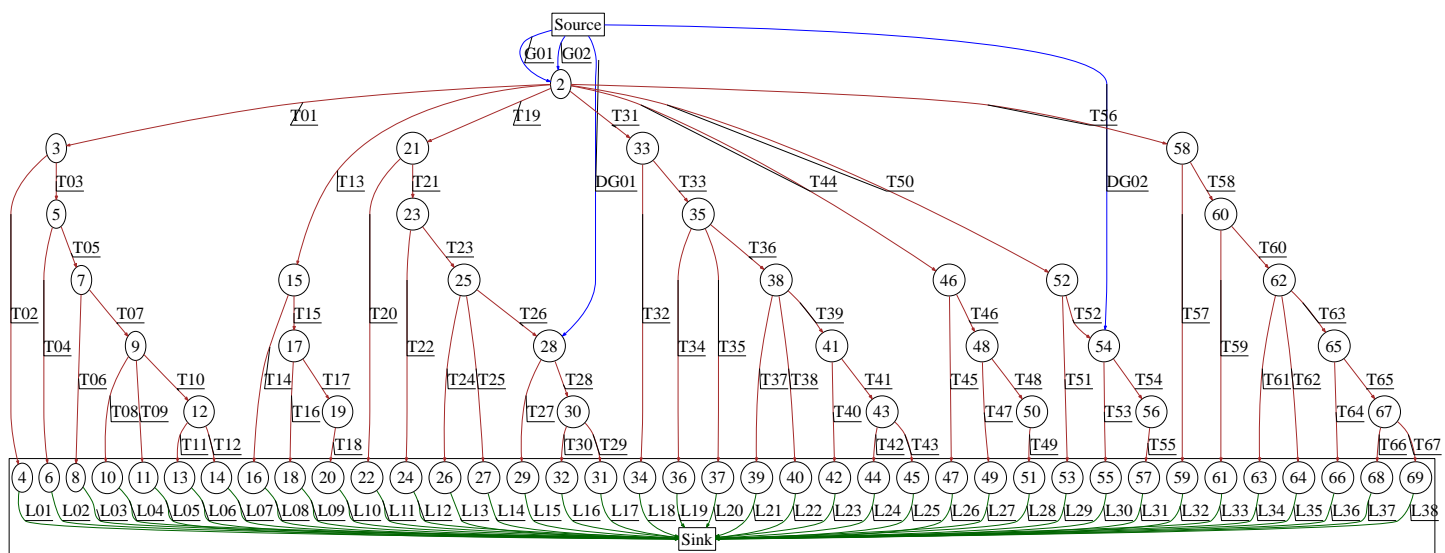 Source
G01 G02
2
T01 T19 T31 T56
3 21 33 58
T03 T13 T21 DG01 T33 T44 T50 DG02 T58
5 23 35 60
T05 T23 T36 T60
7 15 25 38 46 52 62
T02 T07 T15 T20 T26 T32 T39 T46 T52 T57 T63
T04 T22 T34 T35 T59
9 17 28 41 48 54 65
T06 T10 T14 T17 T24 T25 T28 T37 T38 T41 T45 T48 T51 T54 T61 T62 T65
T08 T09 T16 T27 T40 T47 T53 T64
12 19 30 43 50 56 67
T11 T12 T18 T30 T29 T42 T43 T49 T55 T66 T67
4 6 8 10 11 13 14 16 18 20 22 24 26 27 29 32 31 34 36 37 39 40 42 44 45 47 49 51 53 55 57 59 61 63 64 66 68 69
L01 L02 L03 L04 L05 L06 L07 L08 L09 L10 L11 L12 L13 L14 L15 L16 L17 L18 L19 L20 L21 L22 L23 L24 L25 L26 L27 L28 L29 L30 L31 L32 L33 L34 L35 L36 L37 L38
Sink